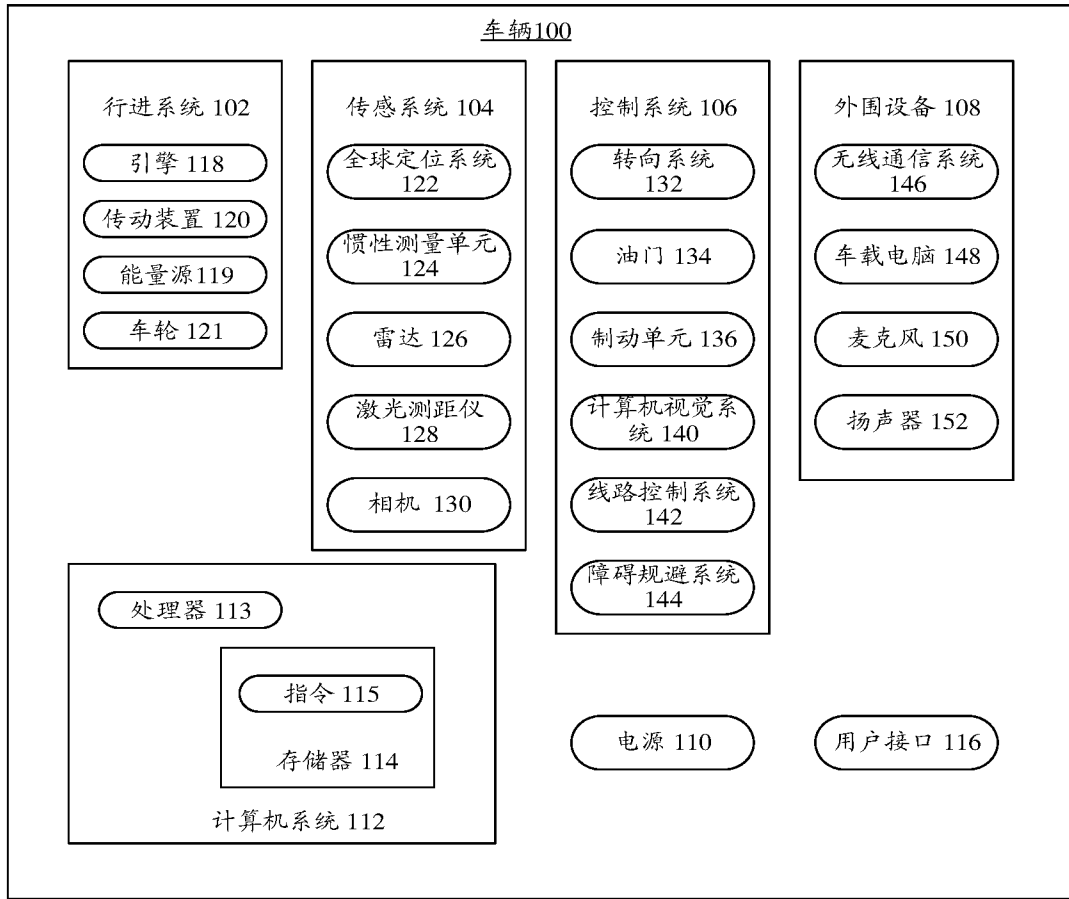 车辆100
行进系统 102
引擎 118
传动装置 120
能量源119
车轮 121
传感系统 104
全球定位系统
122
惯性测量单元
124
雷达 126
激光测距仪
128
相机 130
控制系统 106
转向系统
132
油门 134
制动单元 136
计算机视觉系
统 140
线路控制系统
142
障碍规避系统
144
外围设备 108
无线通信系统
146
车载电脑 148
麦克风 150
扬声器 152
处理器 113
指令 115
存储器 114
计算机系统 112
电源 110
用户接口 116